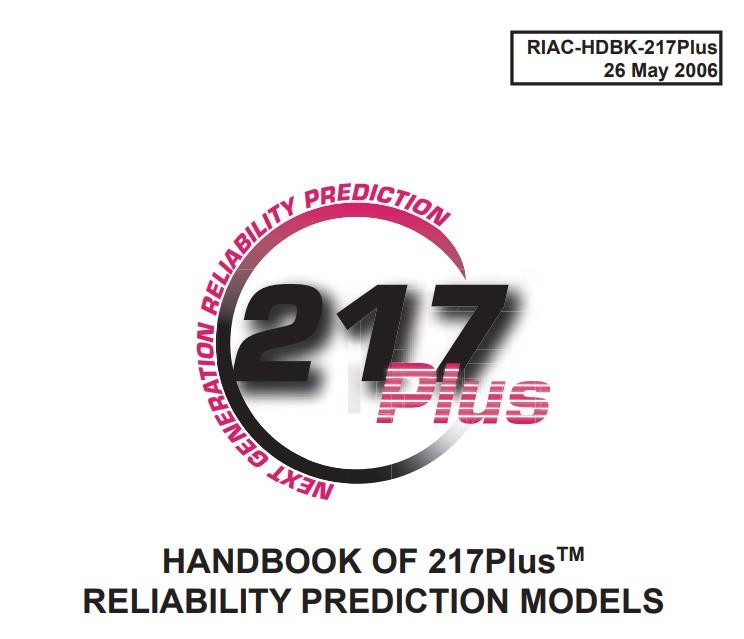 RIAC-HDBK-217Plus
26 May 2006
NEXT GENERATION RELIABILITY PREDICTION
217
Plus
HANDBOOK OF 217Plus™
RELIABILITY PREDICTION MODELS